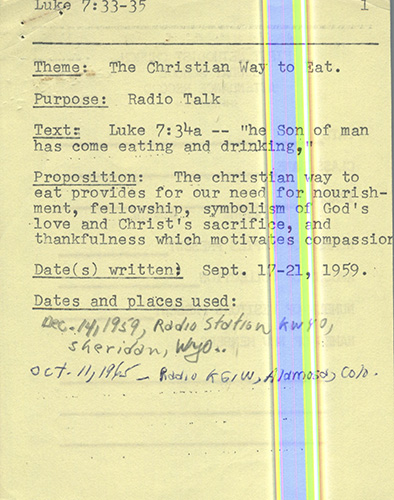 Luke 7:33-35 1
Theme: The Christian Way to Eat.
Purpose: Radio Talk
Text: Luke 7:34a -- "he Son of man
has come eating and drinking,"
Proposition: The christian way to
eat provides for our need for nourish-
ment, fellowship, symbolism of God's
love and Christ's sacrifice, and
thankfulness which motivates compassion
Date(s) written: Sept. 17-21, 1959.
Dates and places used:
Dec. 14, 1959, Radio Station KWYO,
Sheridan, Wyo..
Oct. 11, 1965 - Radio KGIW, Alamosa, Colo.